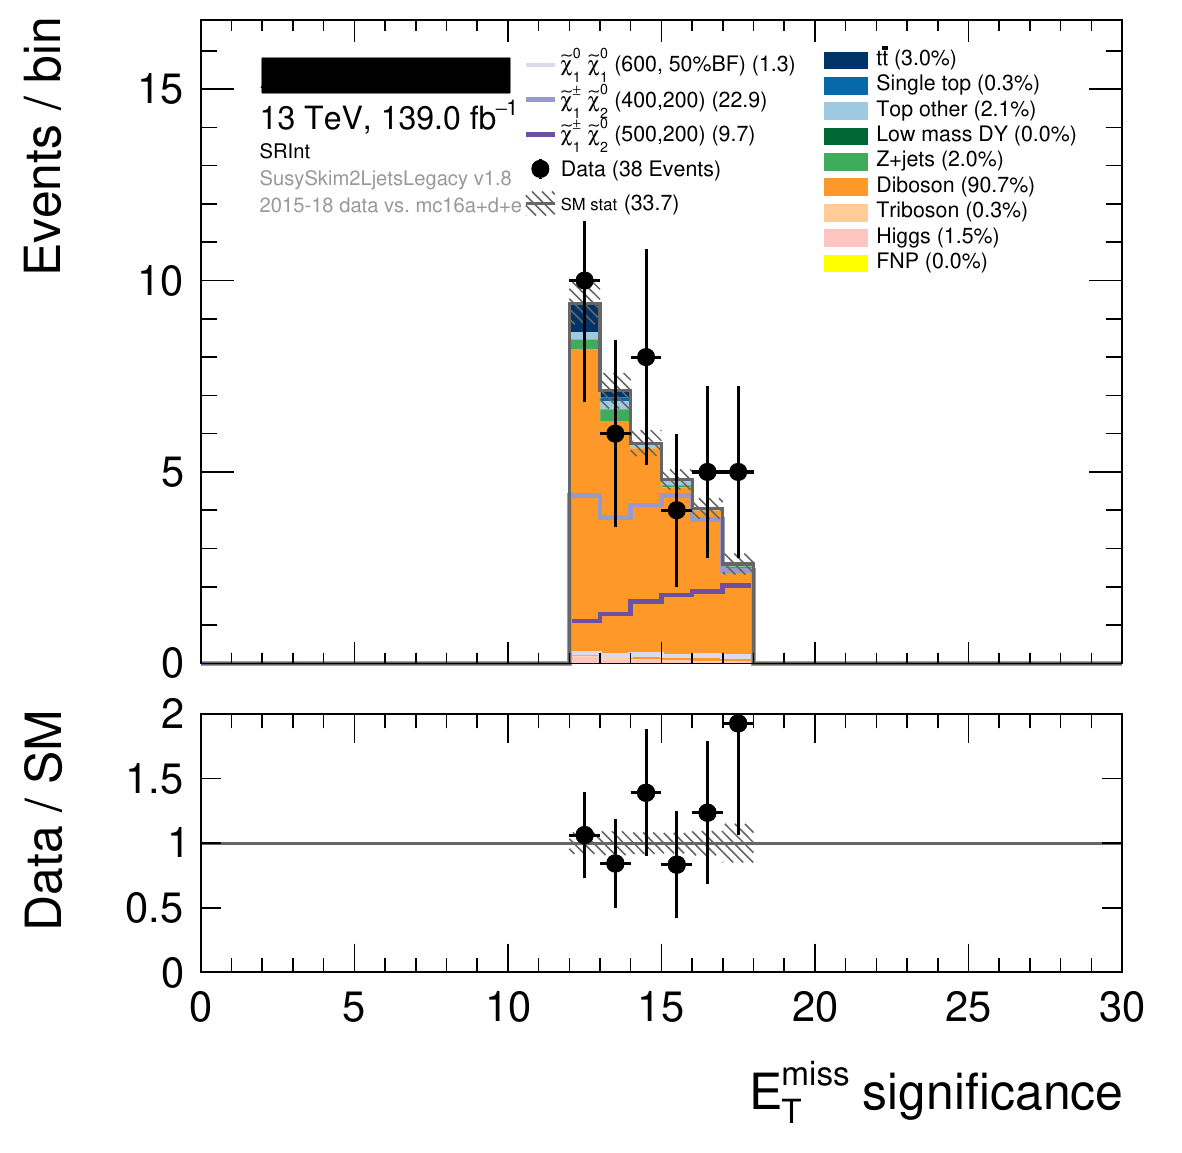 Events / bin
15
10
5
0
13 TeV, 139.0 fb⁻¹
SRInt
SusySkim2LjetsLegacy v1.8
2015-18 data vs. mc16a+d+e
χ̃⁰₁ χ̃⁰₁ (600, 50%BF) (1.3)
χ̃±₁ χ̃⁰₂ (400,200) (22.9)
χ̃±₁ χ̃⁰₂ (500,200) (9.7)
Data (38 Events)
SM stat (33.7)
tt̄ (3.0%)
Single top (0.3%)
Top other (2.1%)
Low mass DY (0.0%)
Z+jets (2.0%)
Diboson (90.7%)
Triboson (0.3%)
Higgs (1.5%)
FNP (0.0%)
Data / SM
2
1.5
1
0.5
0
0 5 10 15 20 25 30
E_T^miss significance